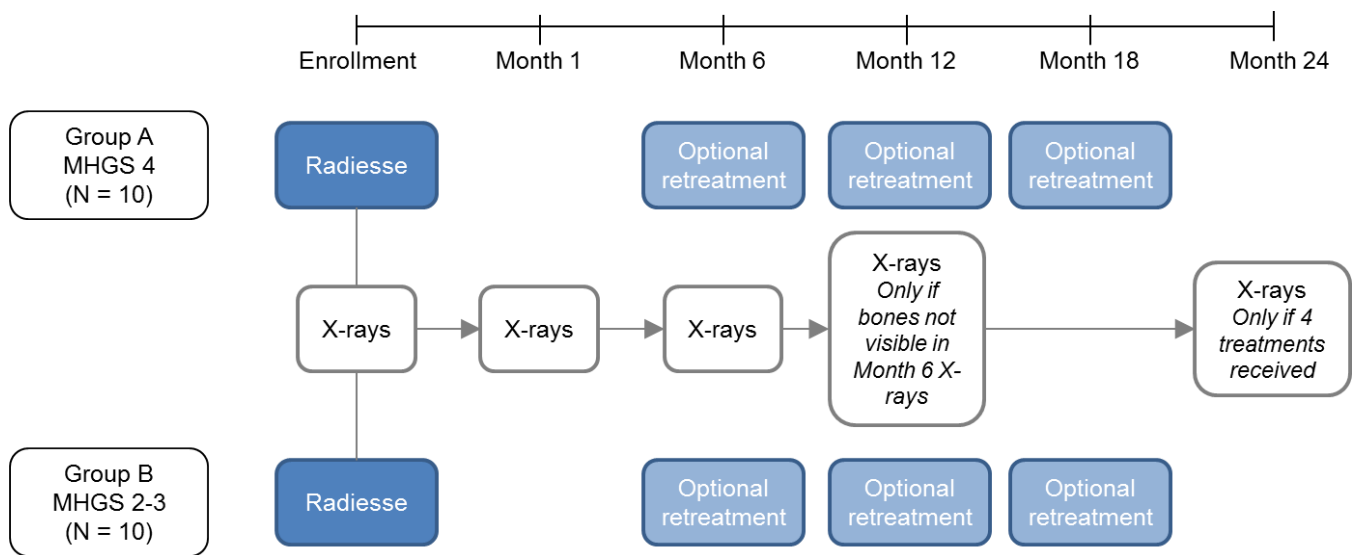 Enrollment Month 1 Month 6 Month 12 Month 18 Month 24
Group A
MHGS 4
(N = 10)
Radiesse
Optional
retreatment
Optional
retreatment
Optional
retreatment
X-rays
X-rays
X-rays
X-rays
Only if
bones not
visible in
Month 6 X-
rays
X-rays
Only if 4
treatments
received
Group B
MHGS 2-3
(N = 10)
Radiesse
Optional
retreatment
Optional
retreatment
Optional
retreatment